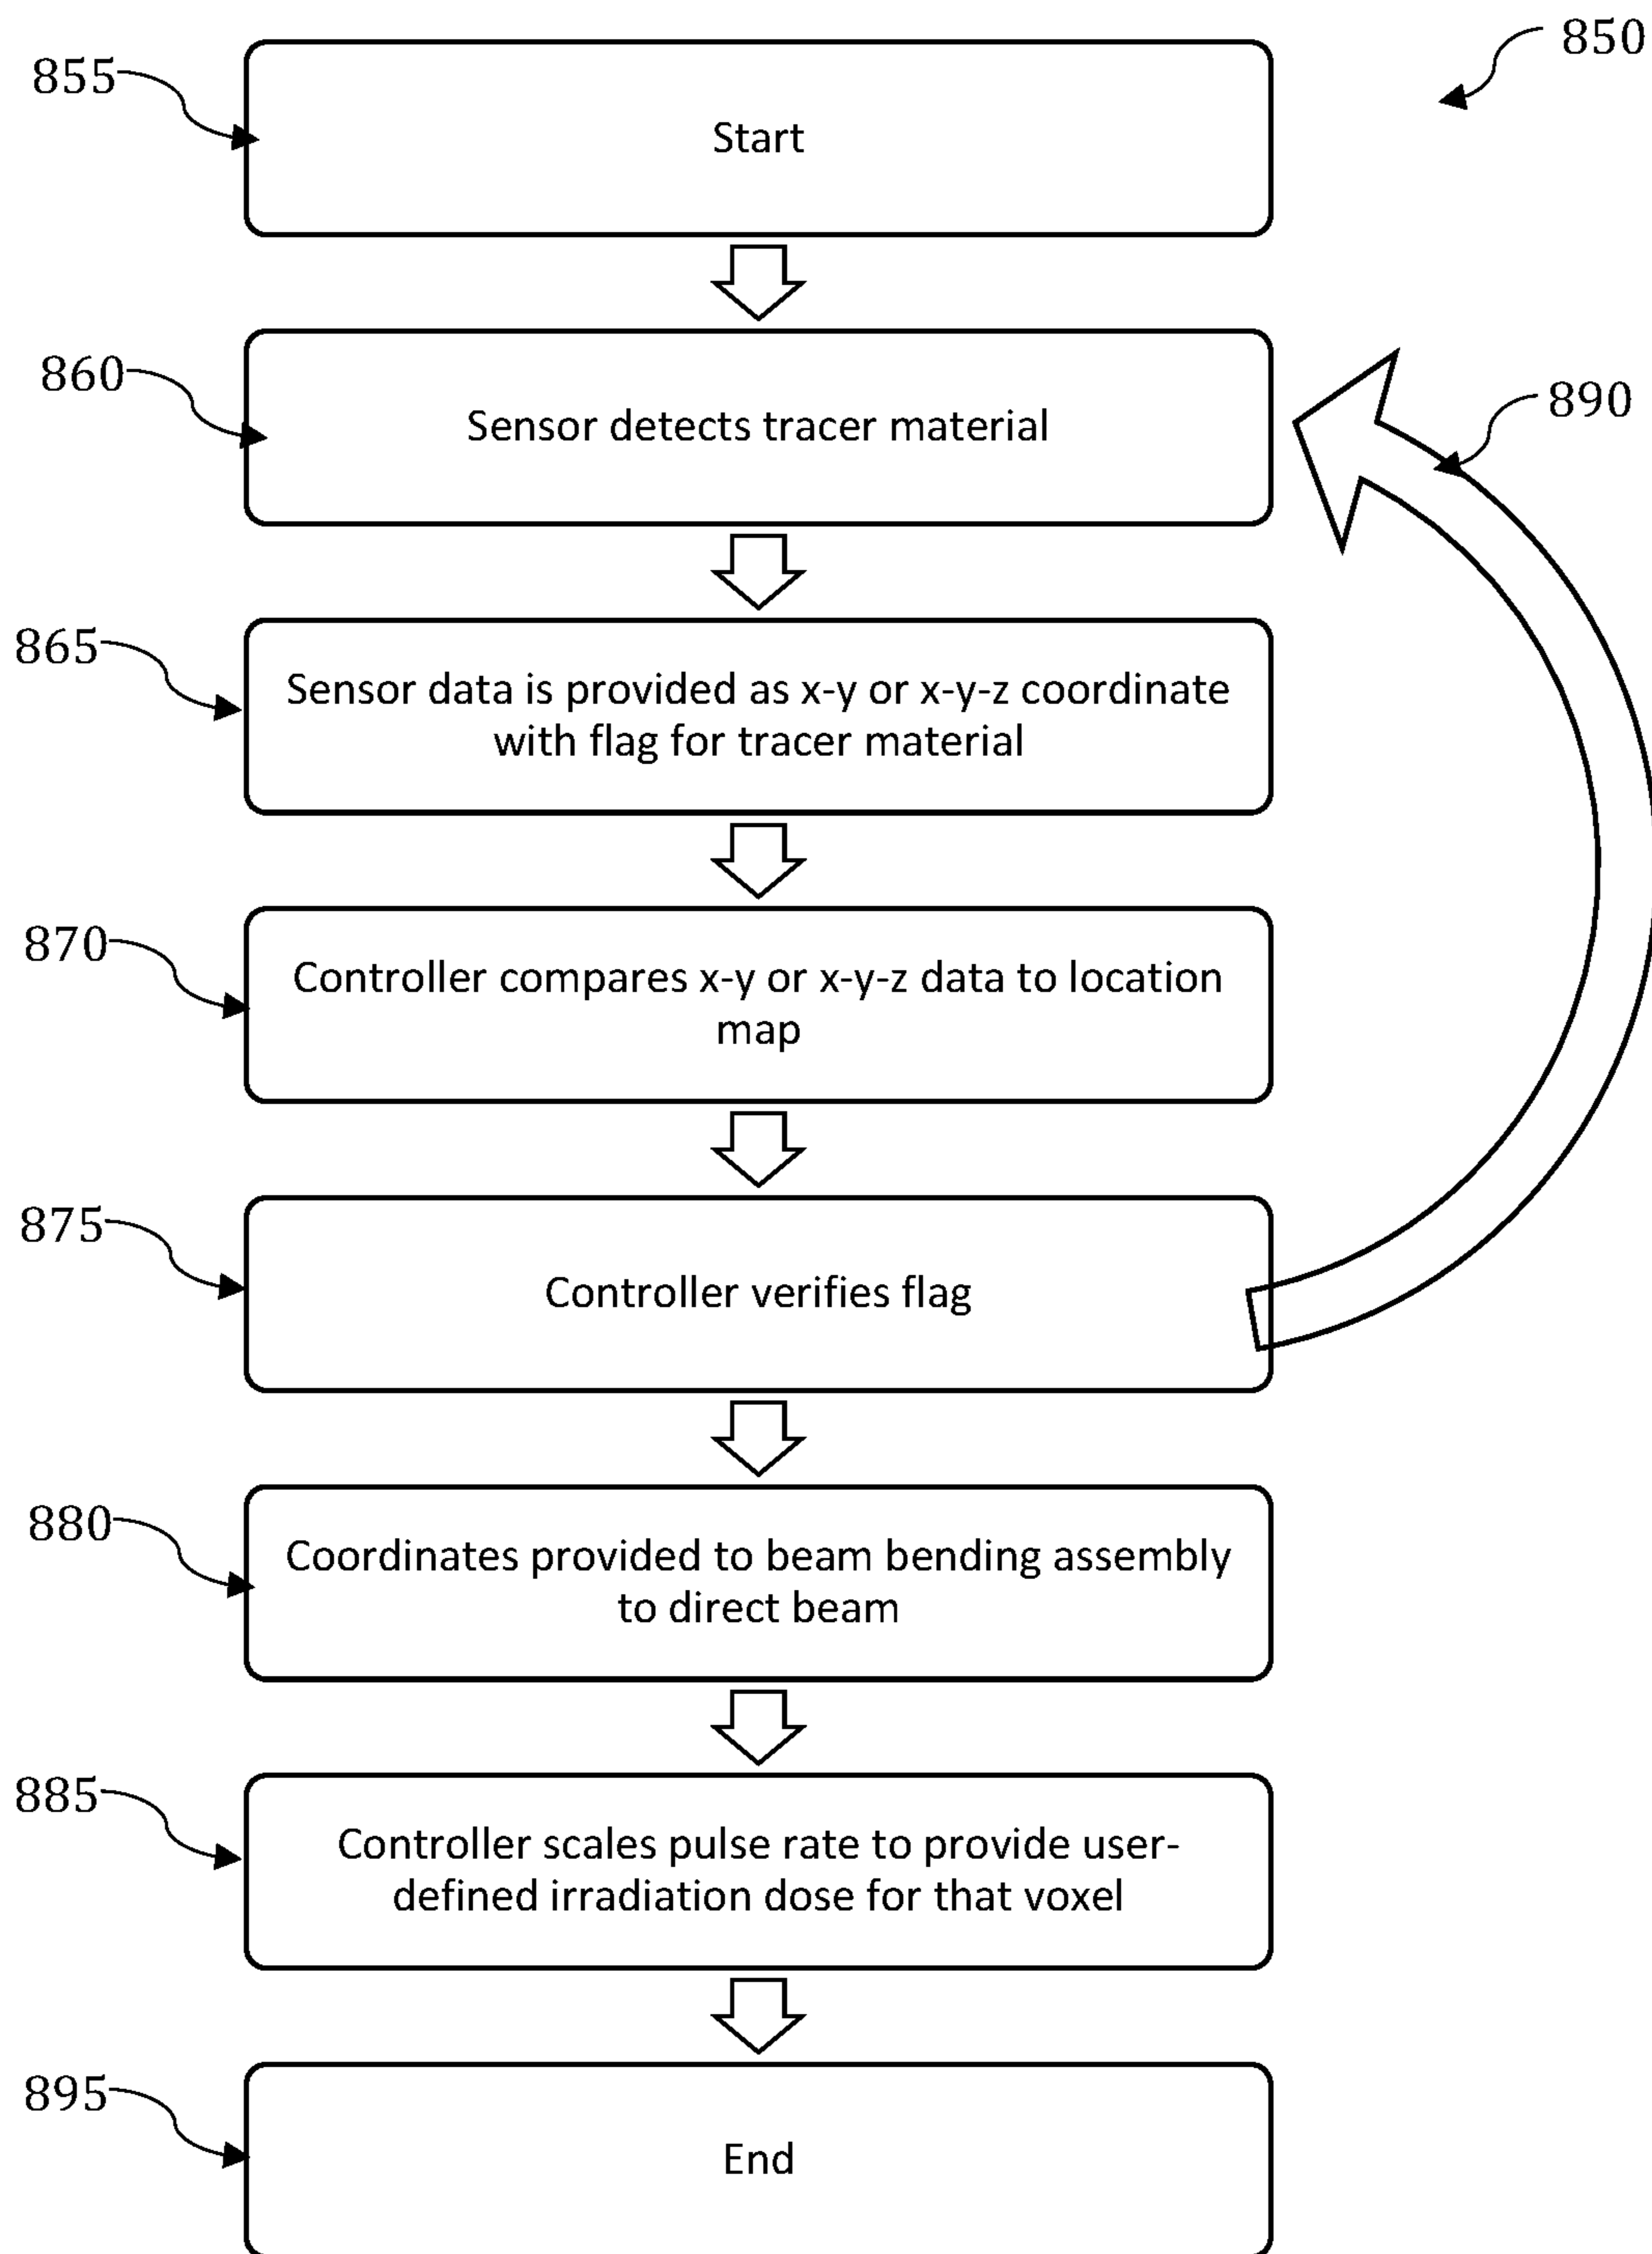 850
855
Start
860
Sensor detects tracer material
890
865
Sensor data is provided as x-y or x-y-z coordinate
with flag for tracer material
870
Controller compares x-y or x-y-z data to location
map
875
Controller verifies flag
880
Coordinates provided to beam bending assembly
to direct beam
885
Controller scales pulse rate to provide user-
defined irradiation dose for that voxel
895
End